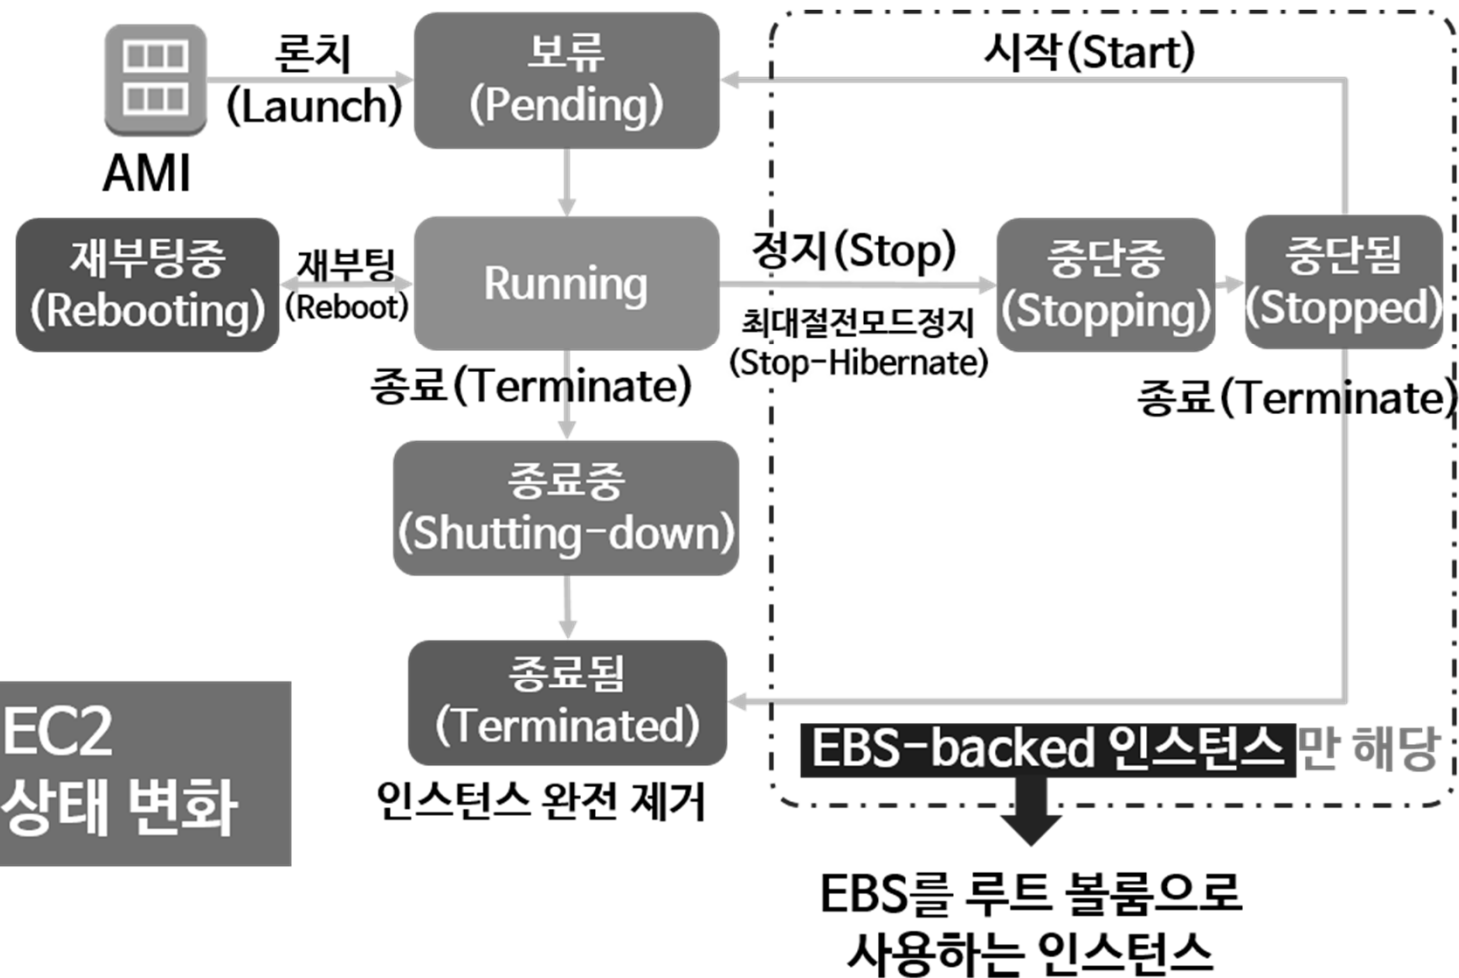 론치
(Launch)
AMI
보류
(Pending)
시작(Start)
재부팅중
(Rebooting)
재부팅
(Reboot)
Running
정지(Stop)
최대절전모드정지
(Stop-Hibernate)
중단중
(Stopping)
중단됨
(Stopped)
종료(Terminate)
종료(Terminate)
종료중
(Shutting-down)
종료됨
(Terminated)
인스턴스 완전 제거
EC2
상태 변화
EBS-backed 인스턴스만 해당
EBS를 루트 볼룸으로
사용하는 인스턴스